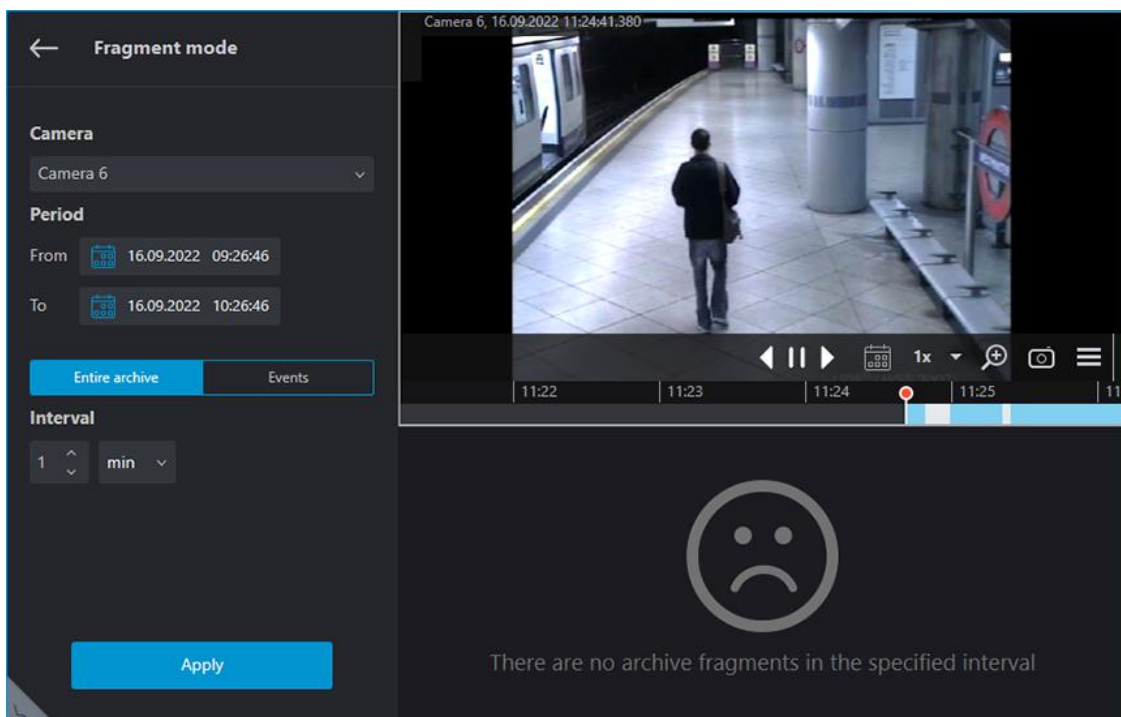 Fragment mode
Camera
Camera 6
Period
From 16.09.2022 09:26:46
To 16.09.2022 10:26:46
Entire archive Events
Interval
1 min
Apply
Camera 6, 16.09.2022 11:24:41.380
1x
11:22 11:23 11:24 11:25 11
There are no archive fragments in the specified interval